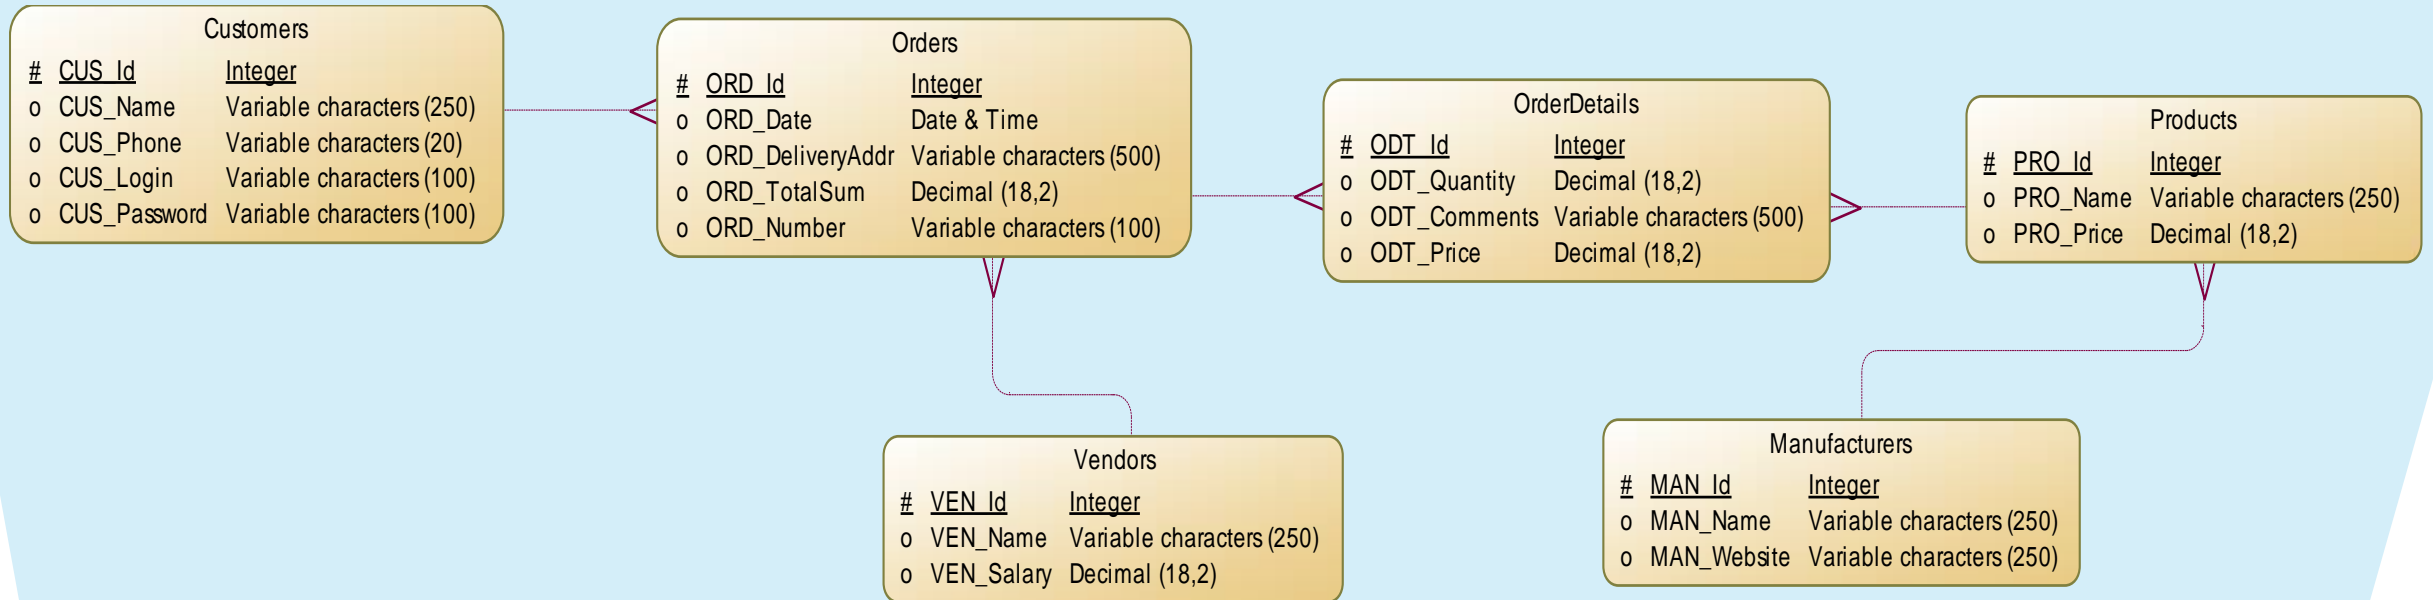 Customers
# CUS_Id Integer
o CUS_Name Variable characters (250)
o CUS_Phone Variable characters (20)
o CUS_Login Variable characters (100)
o CUS_Password Variable characters (100)
Orders
# ORD_Id Integer
o ORD_Date Date & Time
o ORD_DeliveryAddr Variable characters (500)
o ORD_TotalSum Decimal (18,2)
o ORD_Number Variable characters (100)
OrderDetails
# ODT_Id Integer
o ODT_Quantity Decimal (18,2)
o ODT_Comments Variable characters (500)
o ODT_Price Decimal (18,2)
Products
# PRO_Id Integer
o PRO_Name Variable characters (250)
o PRO_Price Decimal (18,2)
Vendors
# VEN_Id Integer
o VEN_Name Variable characters (250)
o VEN_Salary Decimal (18,2)
Manufacturers
# MAN_Id Integer
o MAN_Name Variable characters (250)
o MAN_Website Variable characters (250)